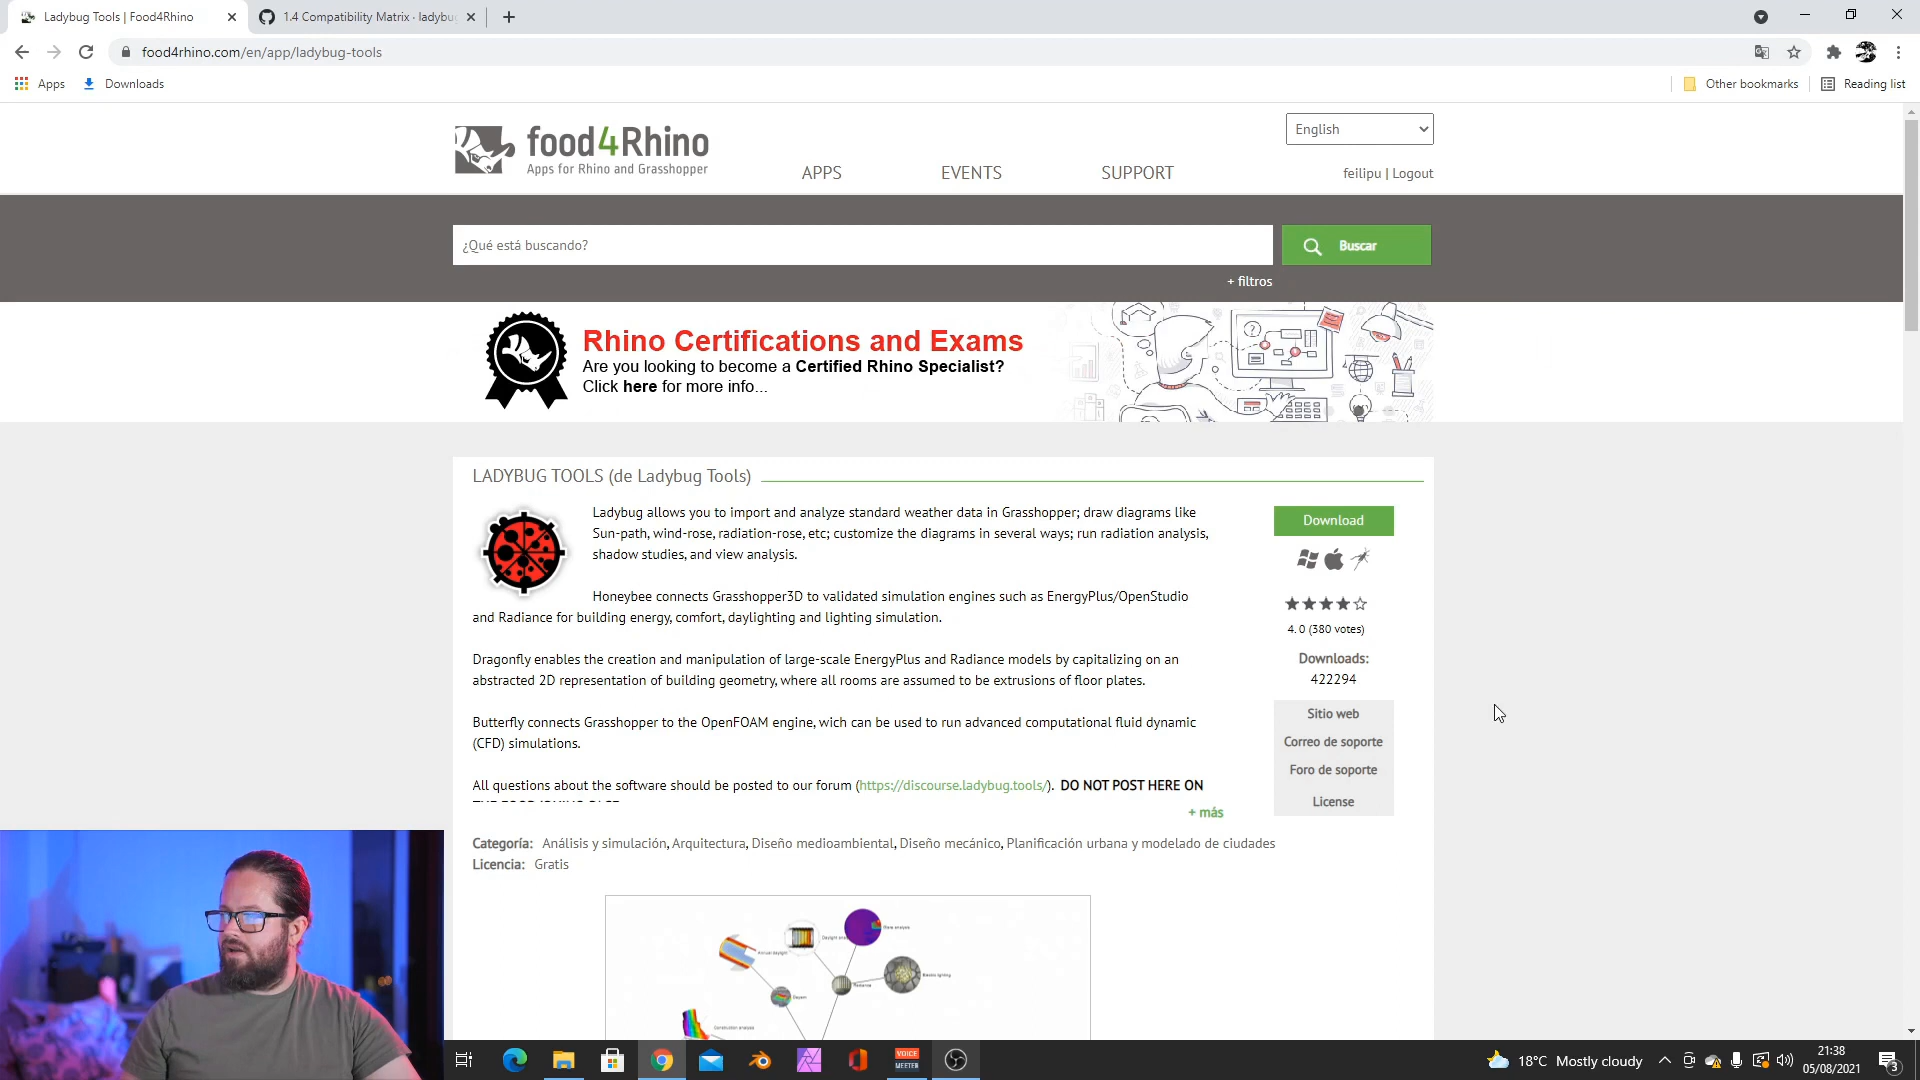 Ladybug Tools | Food4Rhino
1.4 Compatibility Matrix · ladybu
food4rhino.com/en/app/ladybug-tools
Apps
Downloads
Other bookmarks
Reading list
food4Rhino
Apps for Rhino and Grasshopper
APPS
EVENTS
SUPPORT
English
feilipu | Logout
¿Qué está buscando?
Buscar
+ filtros
Rhino Certifications and Exams
Are you looking to become a Certified Rhino Specialist?
Click here for more info...
LADYBUG TOOLS (de Ladybug Tools)
Ladybug allows you to import and analyze standard weather data in Grasshopper; draw diagrams like
Sun-path, wind-rose, radiation-rose, etc; customize the diagrams in several ways; run radiation analysis,
shadow studies, and view analysis.
Honeybee connects Grasshopper3D to validated simulation engines such as EnergyPlus/OpenStudio
and Radiance for building energy, comfort, daylighting and lighting simulation.
Dragonfly enables the creation and manipulation of large-scale EnergyPlus and Radiance models by capitalizing on an
abstracted 2D representation of building geometry, where all rooms are assumed to be extrusions of floor plates.
Butterfly connects Grasshopper to the OpenFOAM engine, wich can be used to run advanced computational fluid dynamic
(CFD) simulations.
All questions about the software should be posted to our forum (https://discourse.ladybug.tools/). DO NOT POST HERE ON
+ más
Download
4.0 (380 votes)
Downloads:
422294
Sitio web
Correo de soporte
Foro de soporte
License
Categoría: Análisis y simulación, Arquitectura, Diseño medioambiental, Diseño mecánico, Planificación urbana y modelado de ciudades
Licencia: Gratis
VOICE
MEETER
18°C Mostly cloudy
21:38
05/08/2021
3